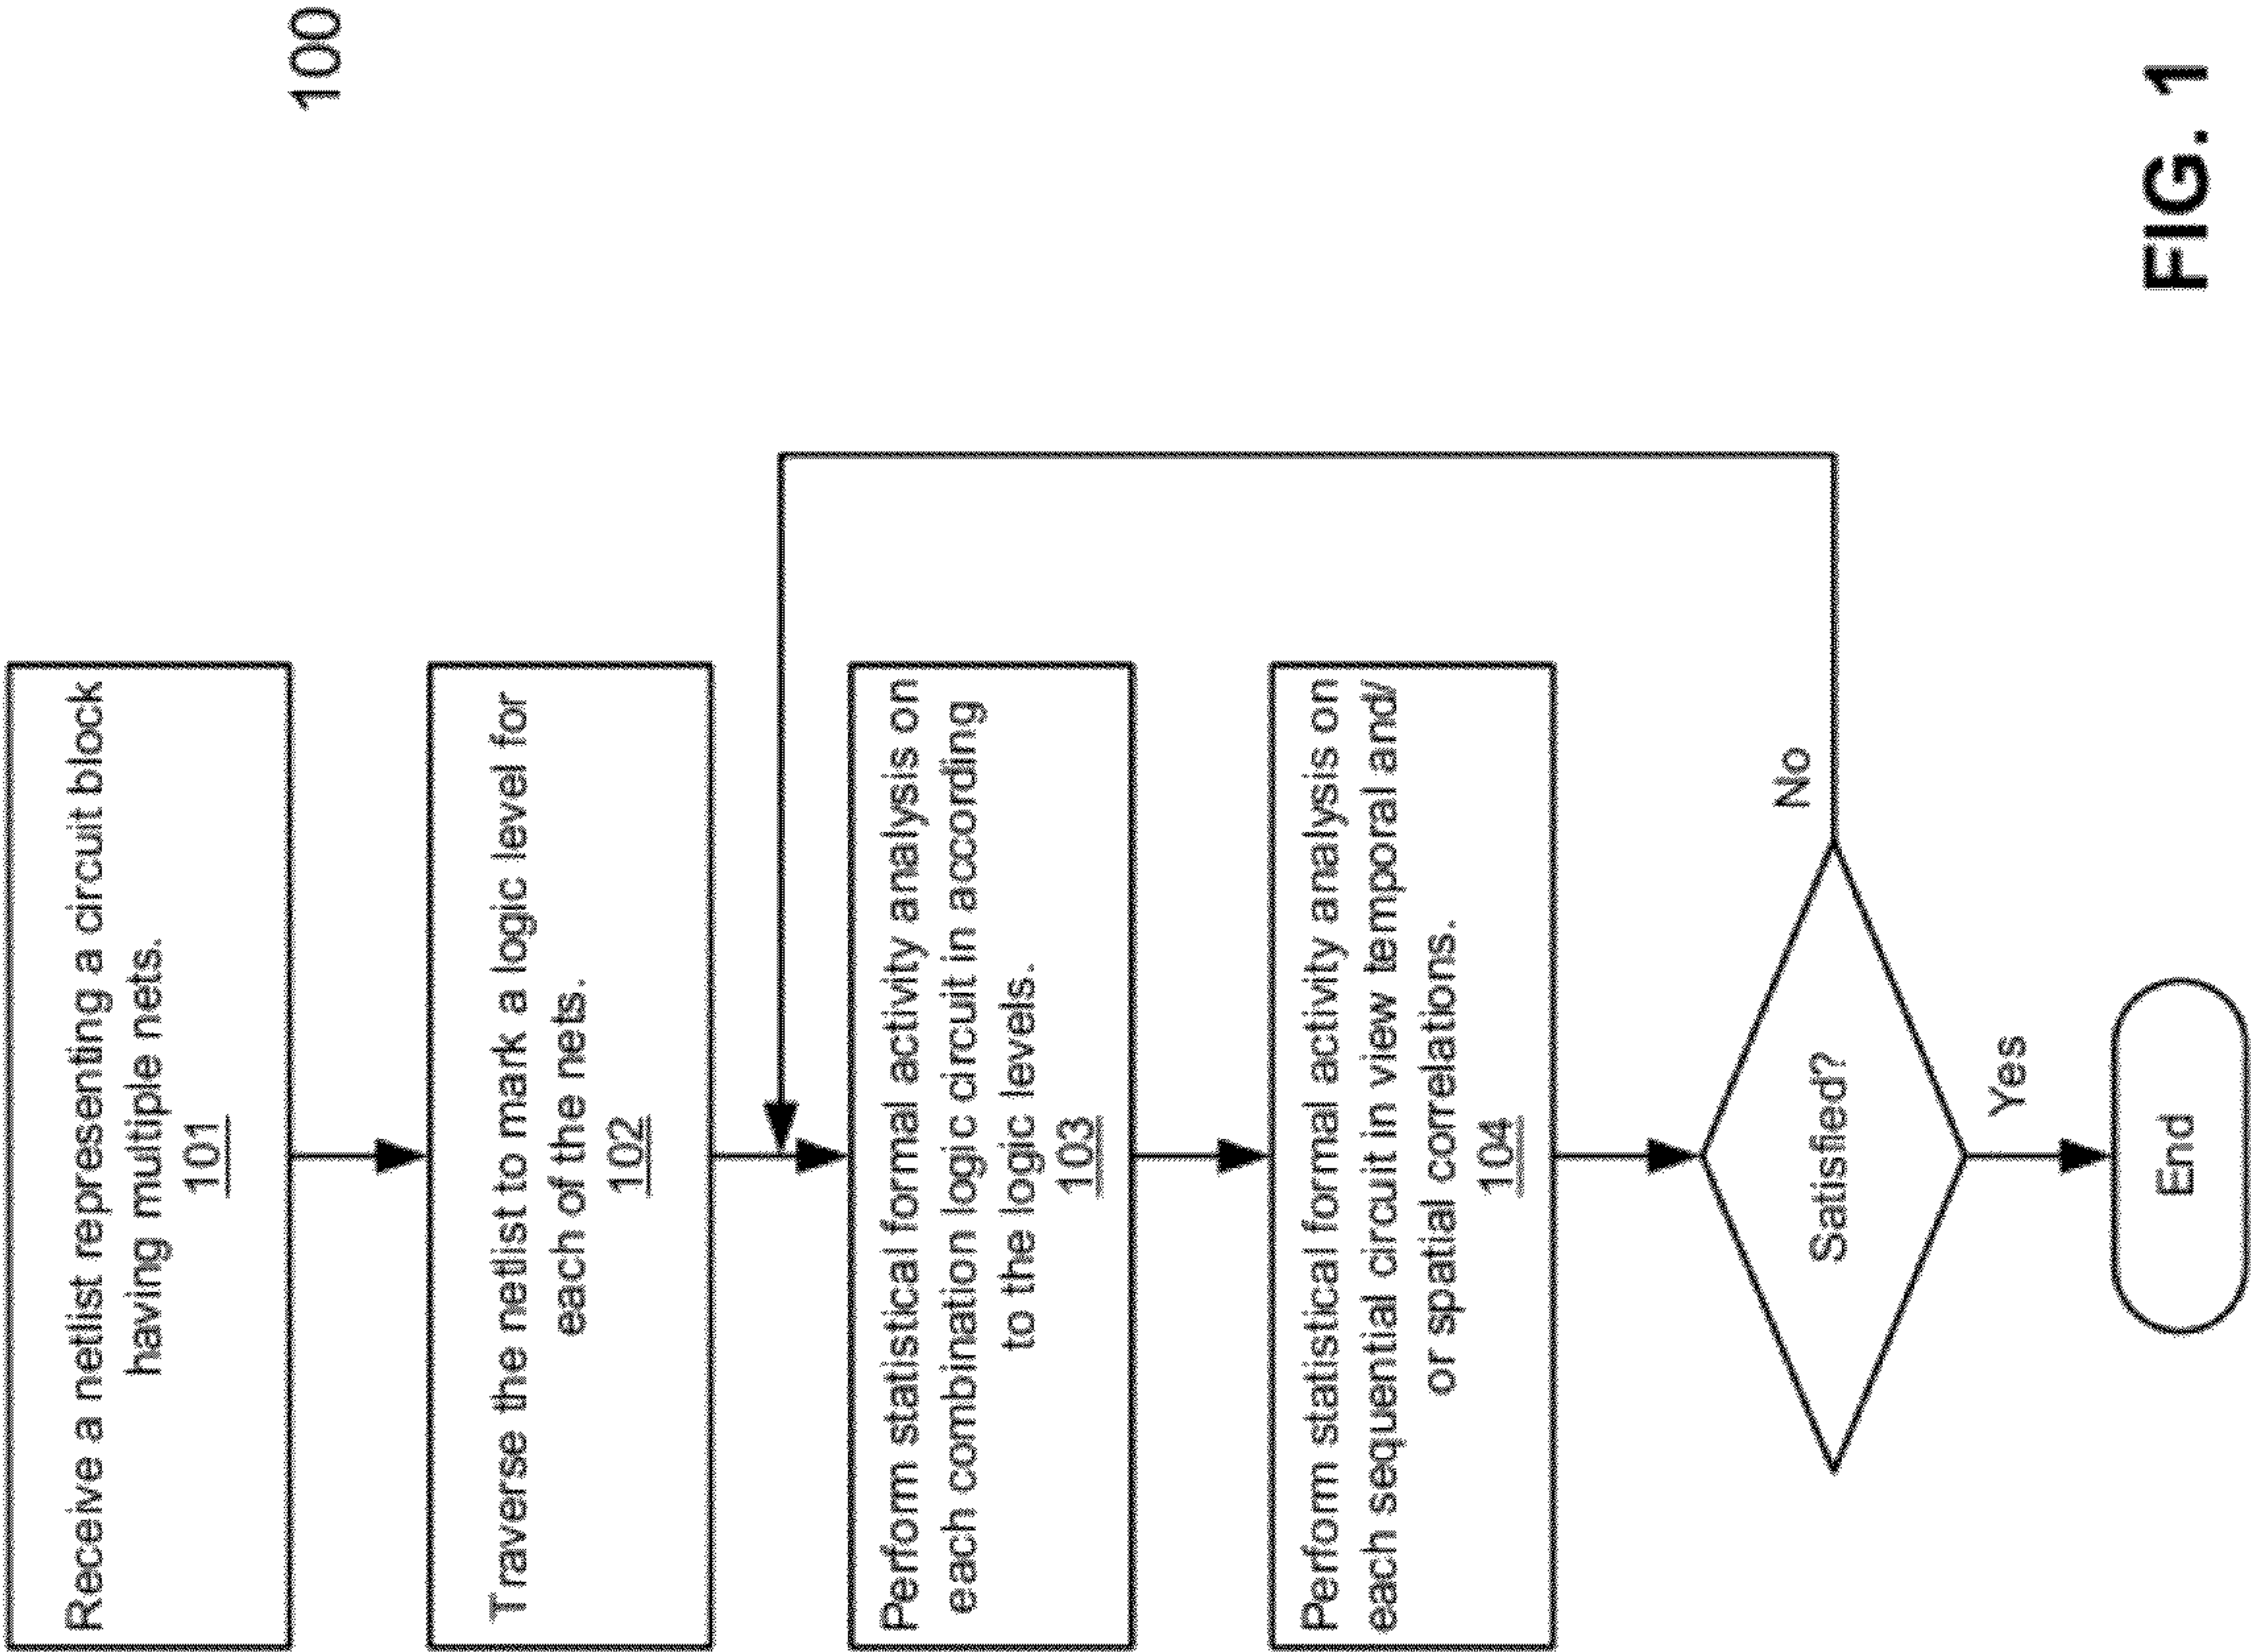 100
Receive a netlist representing a circuit block
having multiple nets.
101
Traverse the netlist to mark a logic level for
each of the nets.
102
Perform statistical formal activity analysis on
each combination logic circuit in according
to the logic levels.
103
Perform statistical formal activity analysis on
each sequential circuit in view temporal and/
or spatial correlations.
104
Satisfied?
No
Yes
End
FIG. 1